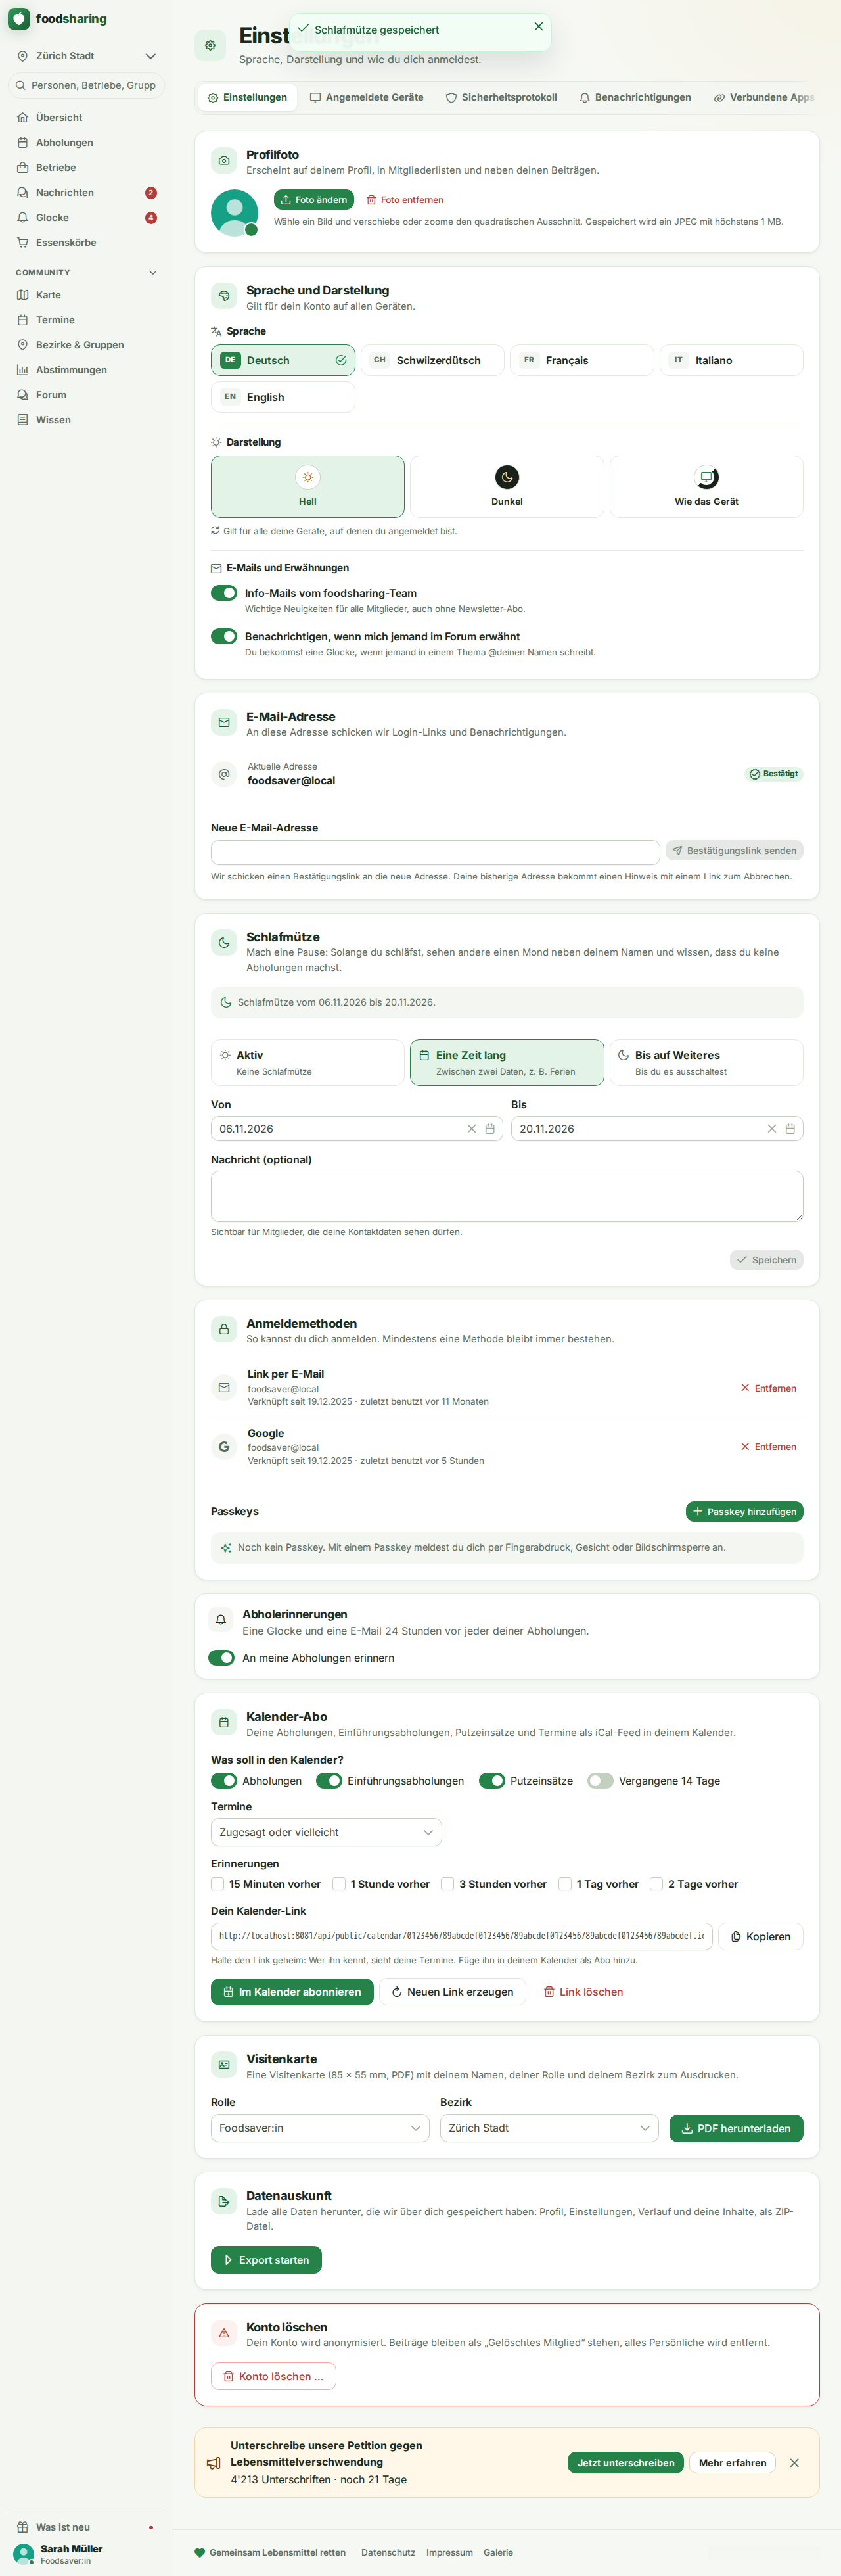 foodsharing
Zürich Stadt
Personen, Betriebe, Grupp
Übersicht
Abholungen
Betriebe
Nachrichten 2
Glocke 4
Essenskörbe
COMMUNITY
Karte
Termine
Bezirke & Gruppen
Abstimmungen
Forum
Wissen
Was ist neu
Sarah Müller
Foodsaver:in
Schlafmütze gespeichert
Sprache, Darstellung und wie du dich anmeldest.
Einstellungen Angemeldete Geräte Sicherheitsprotokoll Benachrichtigungen Verbundene Apps
Profilfoto
Erscheint auf deinem Profil, in Mitgliederlisten und neben deinen Beiträgen.
Foto ändern Foto entfernen
Wähle ein Bild und verschiebe oder zoome den quadratischen Ausschnitt. Gespeichert wird ein JPEG mit höchstens 1 MB.
Sprache und Darstellung
Gilt für dein Konto auf allen Geräten.
Sprache
DE Deutsch CH Schwiizerdütsch FR Français IT Italiano
EN English
Darstellung
Hell Dunkel Wie das Gerät
Gilt für alle deine Geräte, auf denen du angemeldet bist.
E-Mails und Erwähnungen
Info-Mails vom foodsharing-Team
Wichtige Neuigkeiten für alle Mitglieder, auch ohne Newsletter-Abo.
Benachrichtigen, wenn mich jemand im Forum erwähnt
Du bekommst eine Glocke, wenn jemand in einem Thema @deinen Namen schreibt.
E-Mail-Adresse
An diese Adresse schicken wir Login-Links und Benachrichtigungen.
Aktuelle Adresse
foodsaver@local Bestätigt
Neue E-Mail-Adresse
Bestätigungslink senden
Wir schicken einen Bestätigungslink an die neue Adresse. Deine bisherige Adresse bekommt einen Hinweis mit einem Link zum Abbrechen.
Schlafmütze
Mach eine Pause: Solange du schläfst, sehen andere einen Mond neben deinem Namen und wissen, dass du keine
Abholungen machst.
Schlafmütze vom 06.11.2026 bis 20.11.2026.
Aktiv Eine Zeit lang Bis auf Weiteres
Keine Schlafmütze Zwischen zwei Daten, z. B. Ferien Bis du es ausschaltest
Von Bis
06.11.2026 20.11.2026
Nachricht (optional)
Sichtbar für Mitglieder, die deine Kontaktdaten sehen dürfen.
Speichern
Anmeldemethoden
So kannst du dich anmelden. Mindestens eine Methode bleibt immer bestehen.
Link per E-Mail
foodsaver@local
Verknüpft seit 19.12.2025 · zuletzt benutzt vor 11 Monaten
Entfernen
Google
foodsaver@local
Verknüpft seit 19.12.2025 · zuletzt benutzt vor 5 Stunden
Entfernen
Passkeys Passkey hinzufügen
Noch kein Passkey. Mit einem Passkey meldest du dich per Fingerabdruck, Gesicht oder Bildschirmsperre an.
Abholerinnerungen
Eine Glocke und eine E-Mail 24 Stunden vor jeder deiner Abholungen.
An meine Abholungen erinnern
Kalender-Abo
Deine Abholungen, Einführungsabholungen, Putzeinsätze und Termine als iCal-Feed in deinem Kalender.
Was soll in den Kalender?
Abholungen Einführungsabholungen Putzeinsätze Vergangene 14 Tage
Termine
Zugesagt oder vielleicht
Erinnerungen
15 Minuten vorher 1 Stunde vorher 3 Stunden vorher 1 Tag vorher 2 Tage vorher
Dein Kalender-Link
http://localhost:8081/api/public/calendar/0123456789abcdef0123456789abcdef0123456789abcdef0123456789abcdef.ic Kopieren
Halte den Link geheim: Wer ihn kennt, sieht deine Termine. Füge ihn in deinem Kalender als Abo hinzu.
Im Kalender abonnieren Neuen Link erzeugen Link löschen
Visitenkarte
Eine Visitenkarte (85 × 55 mm, PDF) mit deinem Namen, deiner Rolle und deinem Bezirk zum Ausdrucken.
Rolle Bezirk
Foodsaver:in Zürich Stadt PDF herunterladen
Datenauskunft
Lade alle Daten herunter, die wir über dich gespeichert haben: Profil, Einstellungen, Verlauf und deine Inhalte, als ZIP-
Datei.
Export starten
Konto löschen
Dein Konto wird anonymisiert. Beiträge bleiben als „Gelöschtes Mitglied“ stehen, alles Persönliche wird entfernt.
Konto löschen ...
Unterschreibe unsere Petition gegen
Lebensmittelverschwendung
4'213 Unterschriften · noch 21 Tage
Jetzt unterschreiben Mehr erfahren
Gemeinsam Lebensmittel retten Datenschutz Impressum Galerie